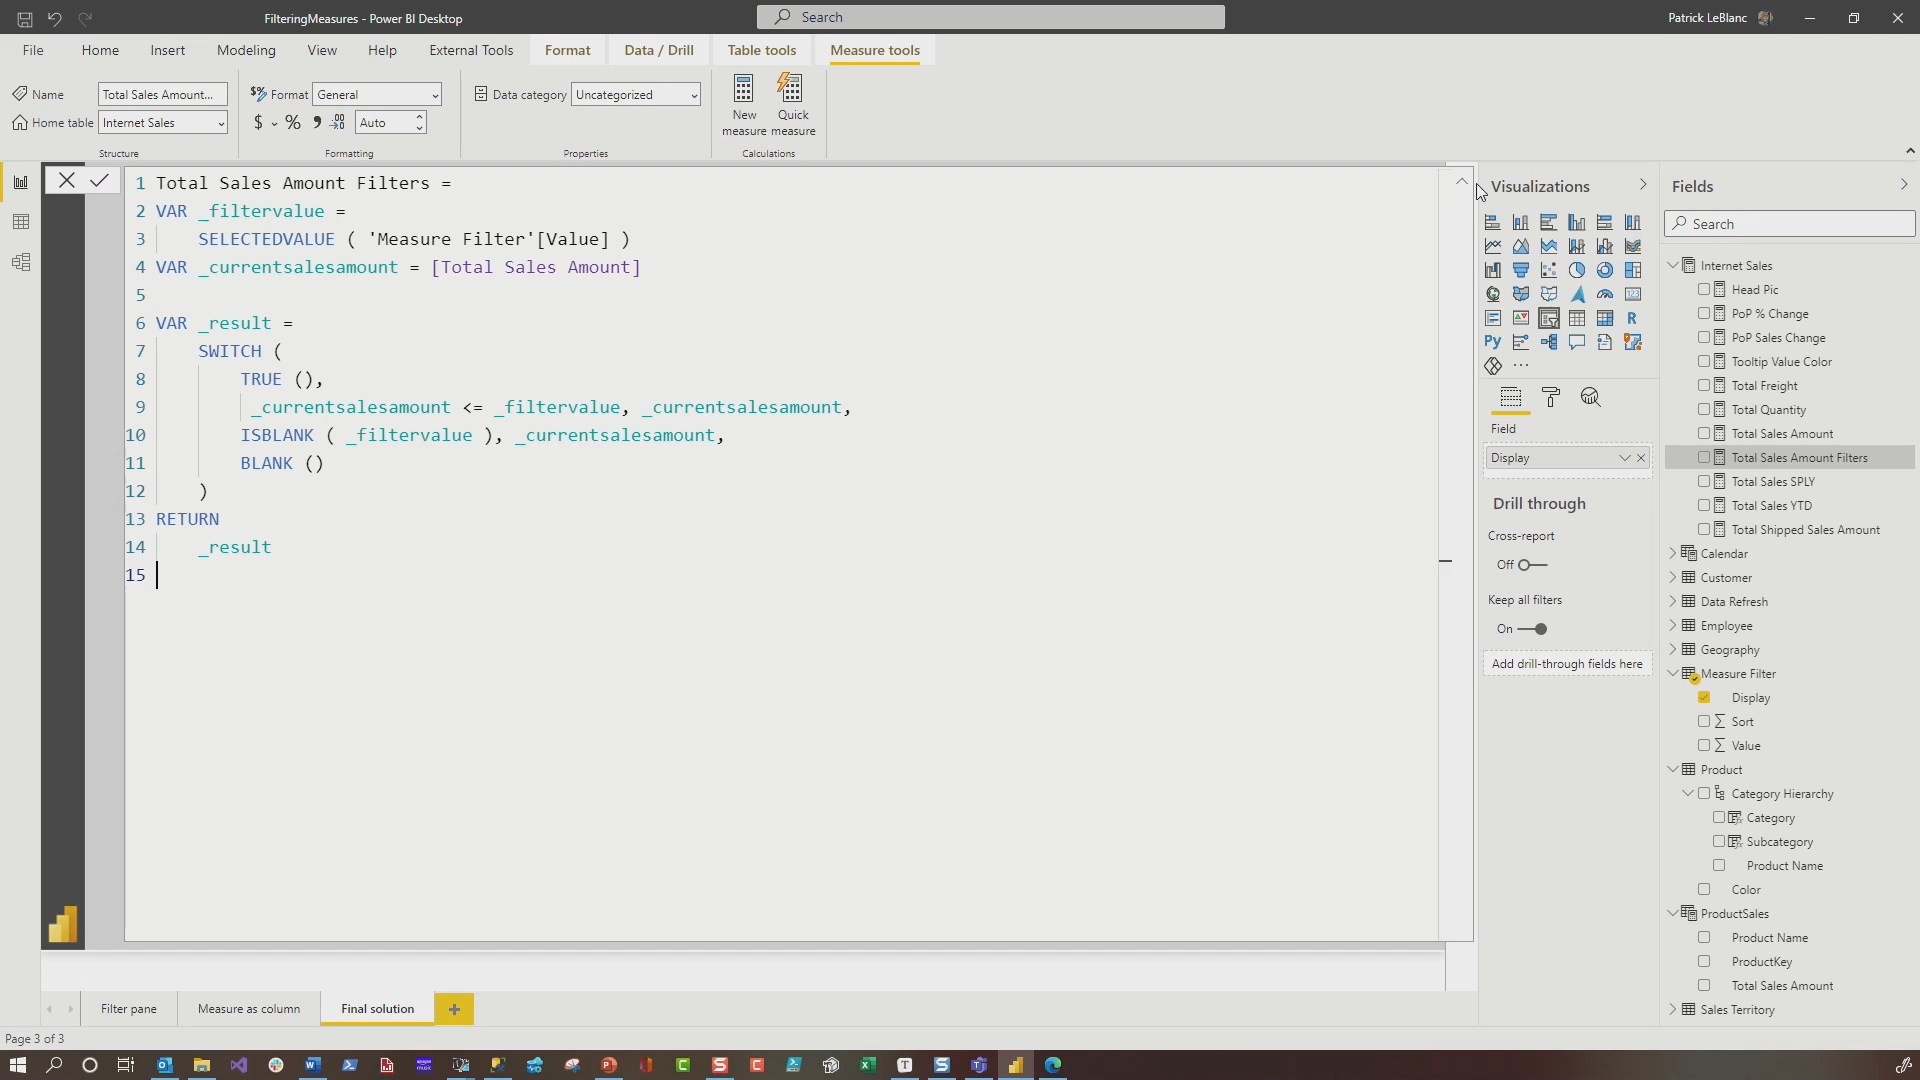 FilteringMeasures - Power BI Desktop
Search
Patrick LeBlanc
File
Home
Insert
Modeling
View
Help
External Tools
Format
Data / Drill
Table tools
Measure tools
Name
Total Sales Amount...
Home table
Internet Sales
Structure
$% Format
General
$
%
Auto
Formatting
Data category
Uncategorized
Properties
New
measure
Quick
measure
Calculations
1 Total Sales Amount Filters =
2 VAR _filtervalue =
3 SELECTEDVALUE ( 'Measure Filter'[Value] )
4 VAR _currentsalesamount = [Total Sales Amount]
5
6 VAR _result =
7 SWITCH (
8 TRUE (),
9 _currentsalesamount <= _filtervalue, _currentsalesamount,
10 ISBLANK ( _filtervalue ), _currentsalesamount,
11 BLANK ()
12 )
13 RETURN
14 _result
15
Visualizations
R
Py
Field
Display
Drill through
Cross-report
Off
Keep all filters
On
Add drill-through fields here
Fields
Search
Internet Sales
Head Pic
PoP % Change
PoP Sales Change
Tooltip Value Color
Total Freight
Total Quantity
Total Sales Amount
Total Sales Amount Filters
Total Sales SPLY
Total Sales YTD
Total Shipped Sales Amount
Calendar
Customer
Data Refresh
Employee
Geography
Measure Filter
Display
Sort
Value
Product
Category Hierarchy
Category
Subcategory
Product Name
Color
ProductSales
Product Name
ProductKey
Total Sales Amount
Sales Territory
Filter pane
Measure as column
Final solution
Page 3 of 3